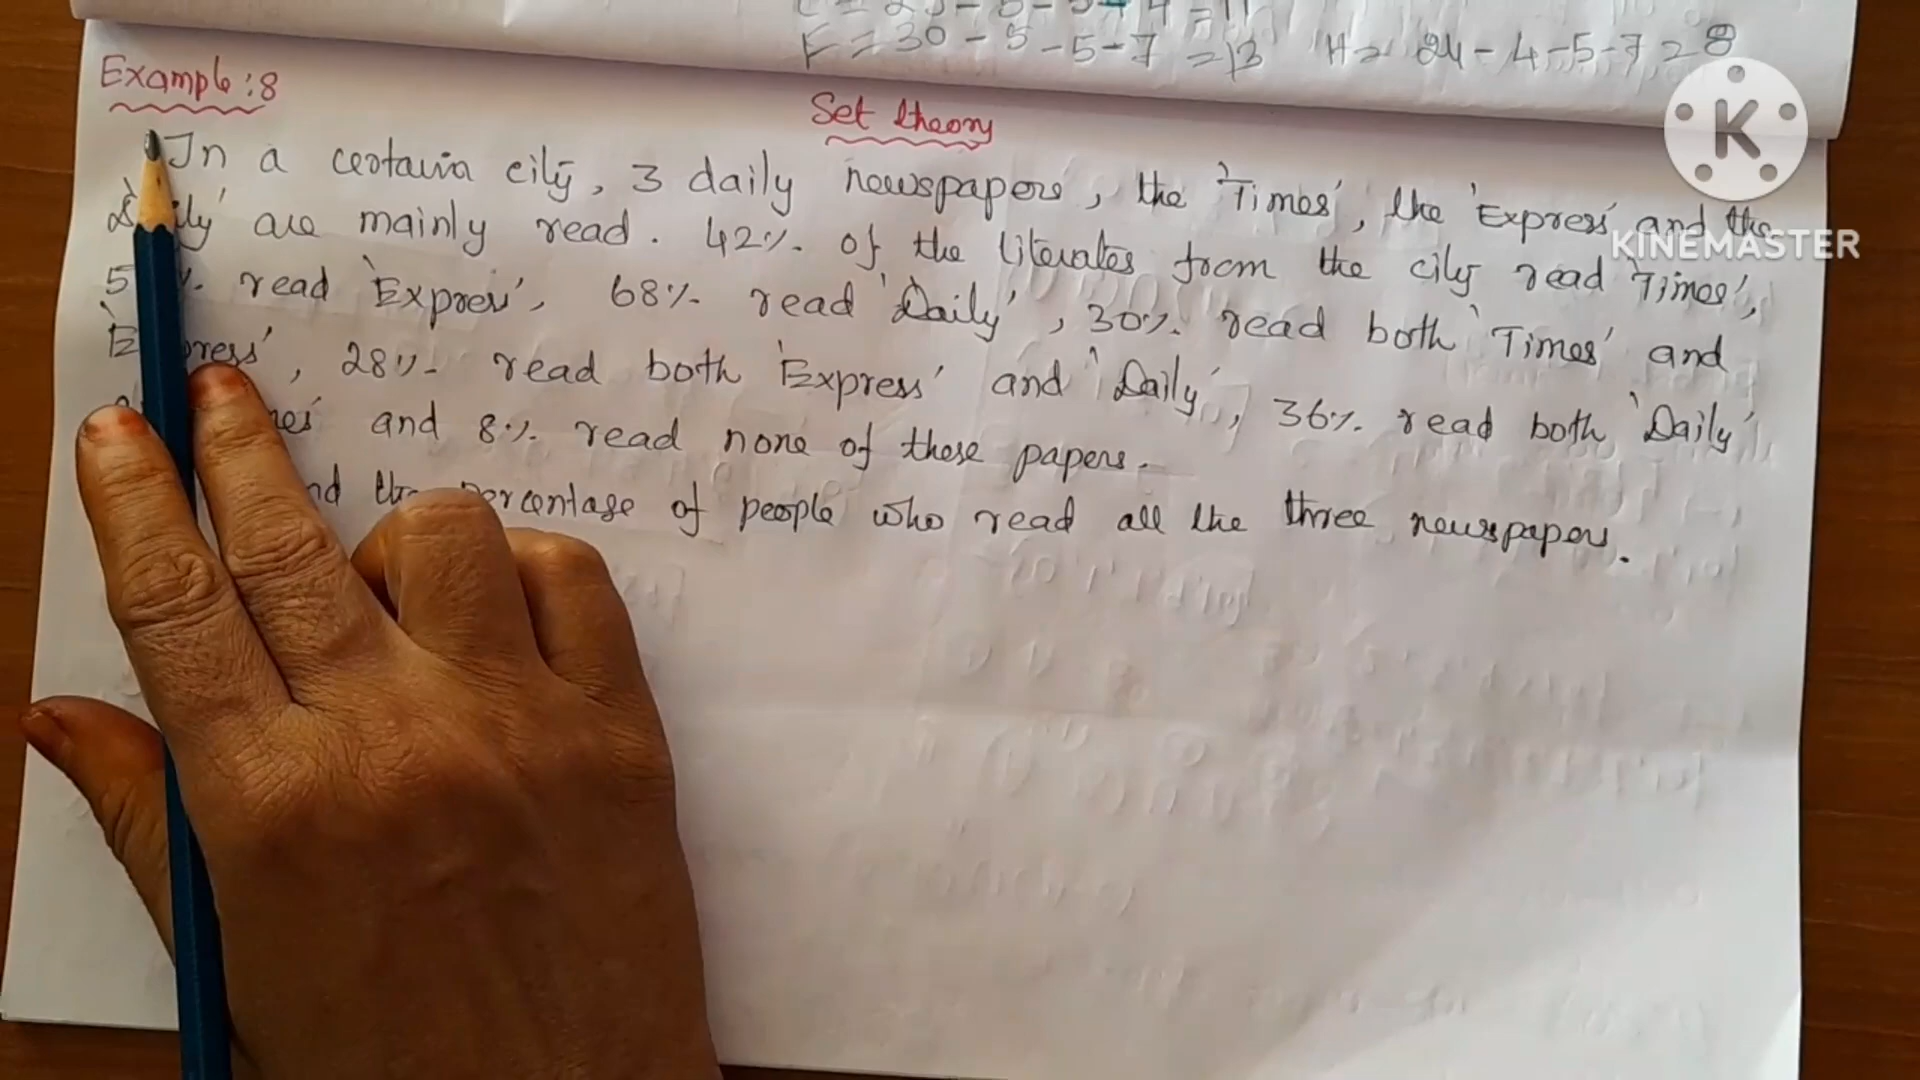 F = 30 - 5 - 5 - 7 = 13 H = 24 - 4 - 5 - 7 = 8
Example : 8
Set theory
In a certain city, 3 daily newspapers, the 'Times', the 'Express' and the
are mainly read. 42% of the literates from the city read 'Times',
read 'Express', 68% read 'Daily', 30% read both 'Times' and
28% read both 'Express' and 'Daily', 36% read both 'Daily'
and 8% read none of these papers.
the percentage of people who read all the three newspapers.
K
KINEMASTER